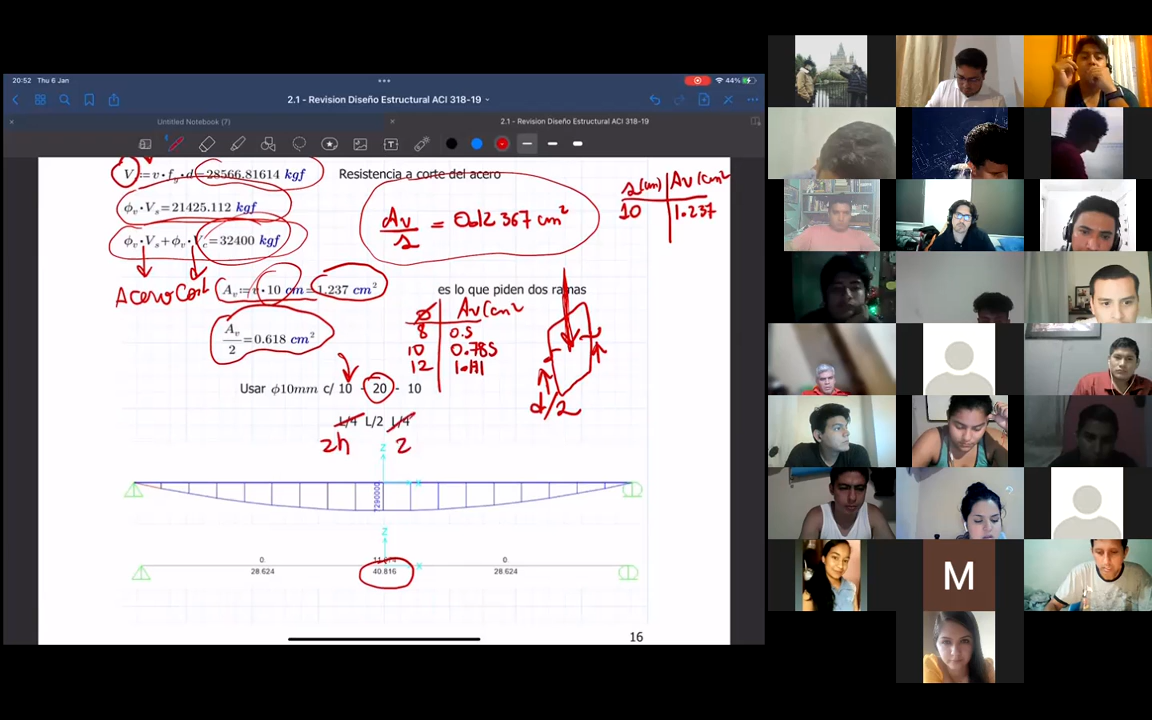 20:52 Thu 6 Jan
44%
2.1 - Revision Diseño Estructural ACI 318-19
Untitled Notebook (7)
2.1 - Revision Diseño Estructural ACI 318-19
V := v · f y · d = 28566.81614 kgf
Resistencia a corte del acero
s(cm) Av(cm²
10 1.237
Av/s = 0.12367 cm²
ϕv · Vs = 21425.112 kgf
ϕv · Vs + ϕv · Vc = 32400 kgf
Acero
Av := v · 10 cm = 1.237 cm²
es lo que piden dos ramas
ø Av(cm²
8 0.5
10 0.785
12 1.131
Av/2 = 0.618 cm²
Usar ϕ10mm c/ 10 - 20 - 10
d/2
L/4 L/2 L/4
2h 2
Z
X
7290000
Z
X
0 0
28.624 40.816 28.624
16
M